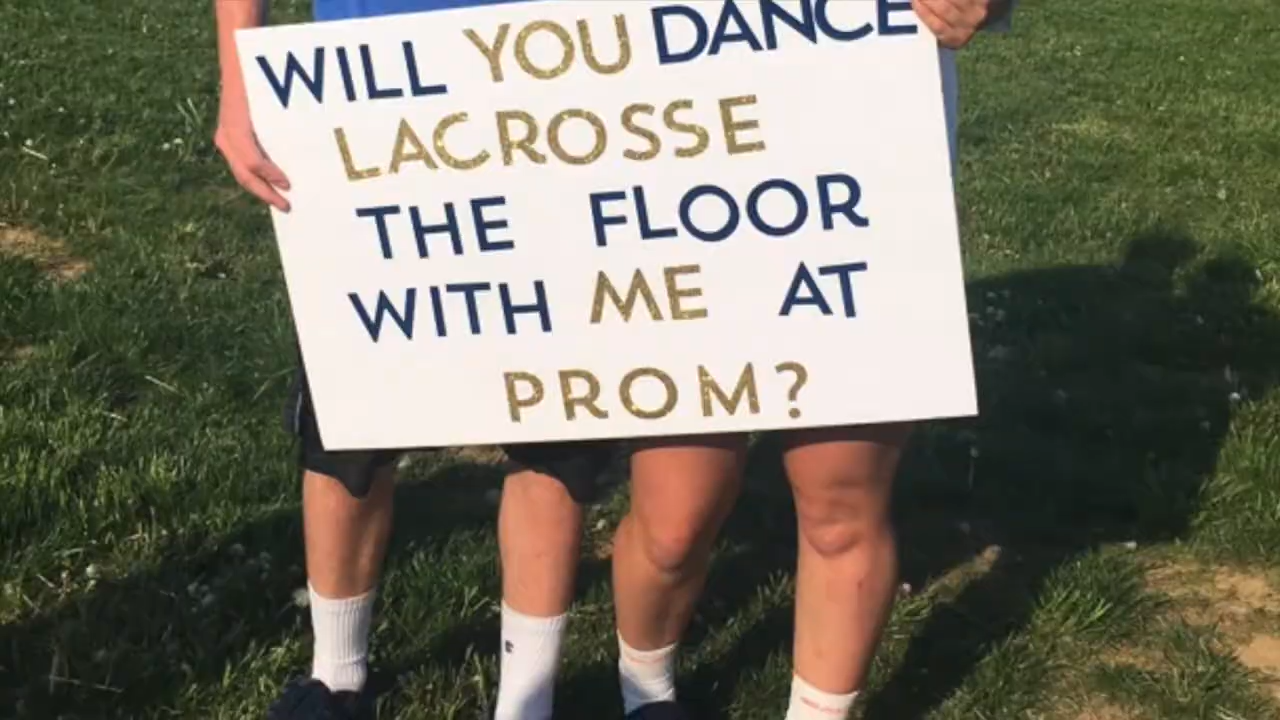 WILL YOU DANCE
LACROSSE
THE FLOOR
WITH ME AT
PROM?